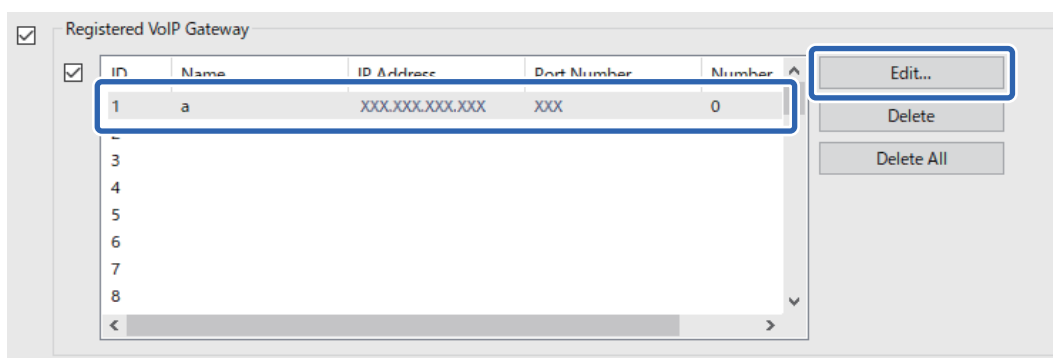 Registered VoIP Gateway
ID Name IP Address Port Number Number
1 a XXX.XXX.XXX.XXX XXX 0
2
3
4
5
6
7
8
Edit...
Delete
Delete All